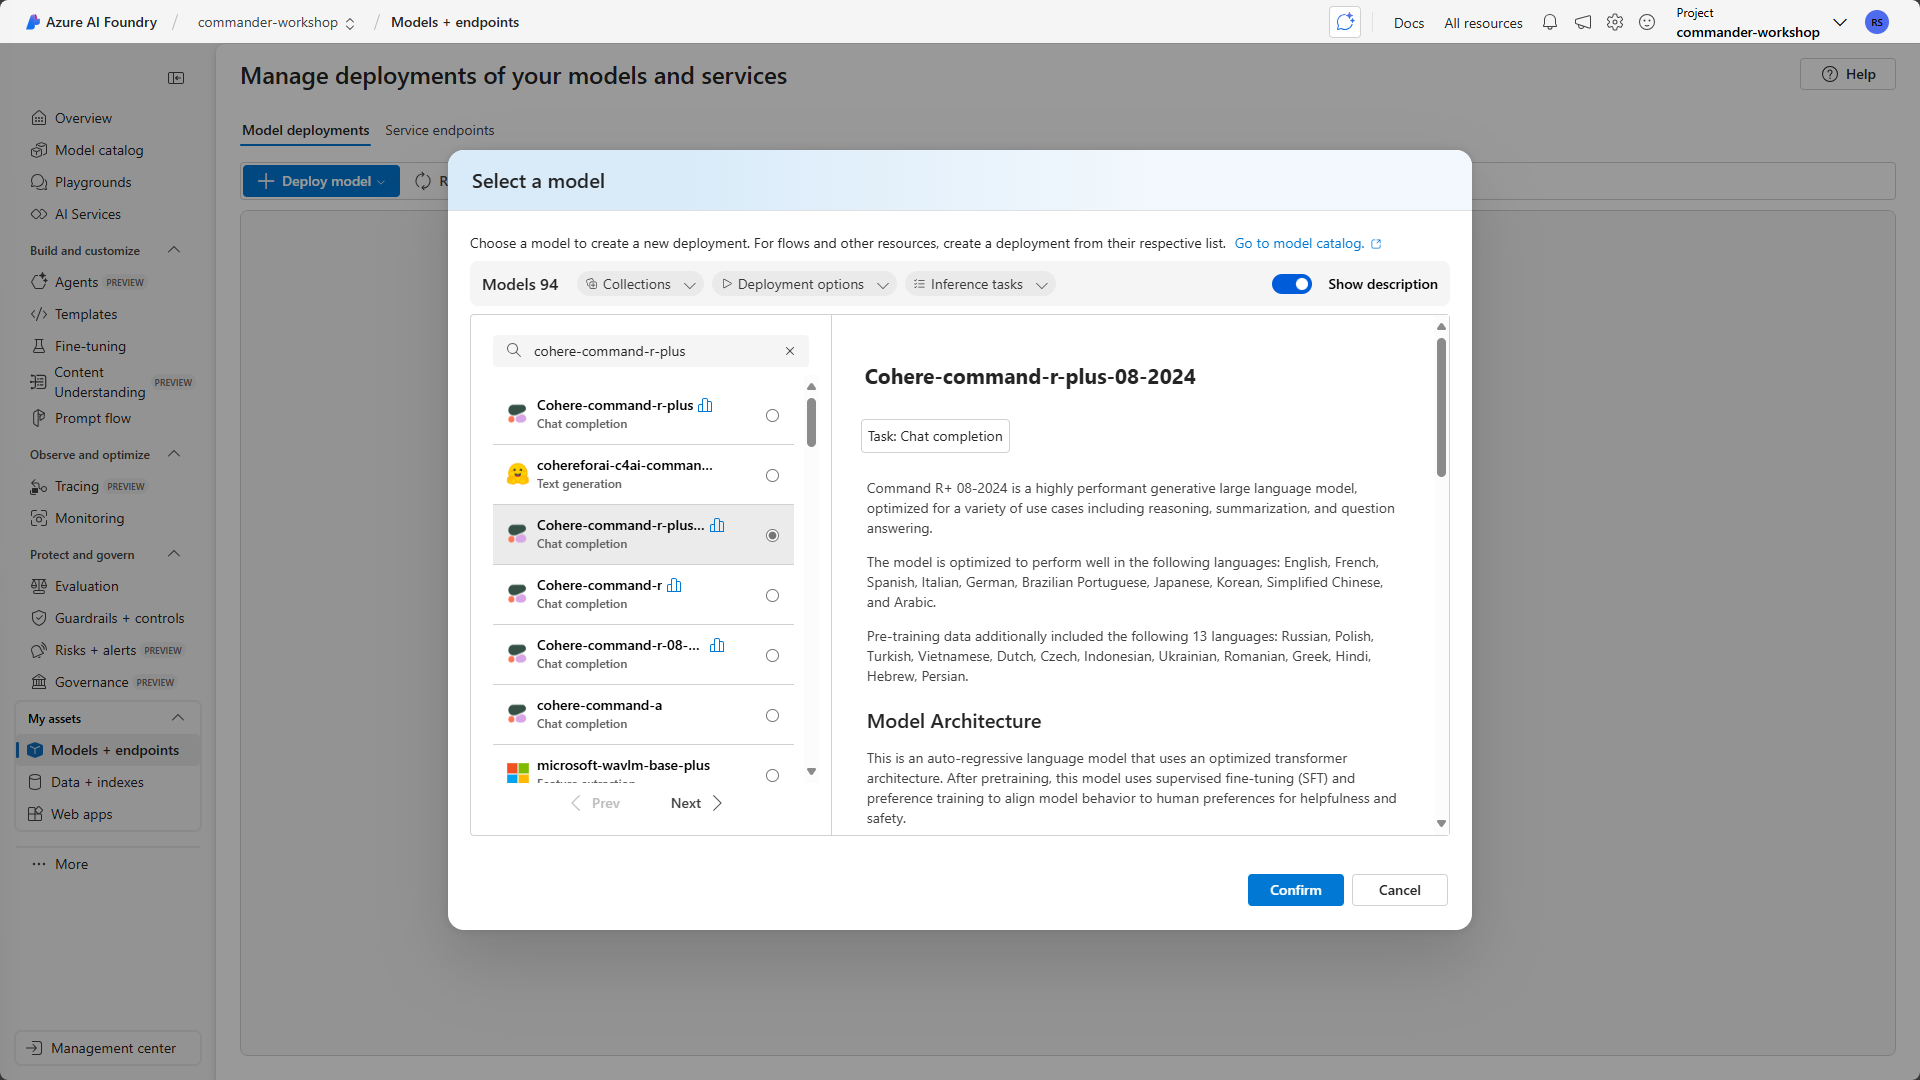 Azure AI Foundry / commander-workshop / Models + endpoints
Docs All resources
Project
commander-workshop
RS
Overview
Model catalog
Playgrounds
AI Services
Build and customize
Agents PREVIEW
Templates
Fine-tuning
Content
Understanding PREVIEW
Prompt flow
Observe and optimize
Tracing PREVIEW
Monitoring
Protect and govern
Evaluation
Guardrails + controls
Risks + alerts PREVIEW
Governance PREVIEW
My assets
Models + endpoints
Data + indexes
Web apps
More
Management center
Manage deployments of your models and services
Help
Model deployments Service endpoints
Deploy model
Select a model
Choose a model to create a new deployment. For flows and other resources, create a deployment from their respective list. Go to model catalog.
Models 94 Collections Deployment options Inference tasks Show description
cohere-command-r-plus
Cohere-command-r-plus
Chat completion
cohereforai-c4ai-comman...
Text generation
Cohere-command-r-plus...
Chat completion
Cohere-command-r
Chat completion
Cohere-command-r-08-...
Chat completion
cohere-command-a
Chat completion
microsoft-wavlm-base-plus
Prev Next
Cohere-command-r-plus-08-2024
Task: Chat completion
Command R+ 08-2024 is a highly performant generative large language model,
optimized for a variety of use cases including reasoning, summarization, and question
answering.
The model is optimized to perform well in the following languages: English, French,
Spanish, Italian, German, Brazilian Portuguese, Japanese, Korean, Simplified Chinese,
and Arabic.
Pre-training data additionally included the following 13 languages: Russian, Polish,
Turkish, Vietnamese, Dutch, Czech, Indonesian, Ukrainian, Romanian, Greek, Hindi,
Hebrew, Persian.
Model Architecture
This is an auto-regressive language model that uses an optimized transformer
architecture. After pretraining, this model uses supervised fine-tuning (SFT) and
preference training to align model behavior to human preferences for helpfulness and
safety.
Confirm Cancel